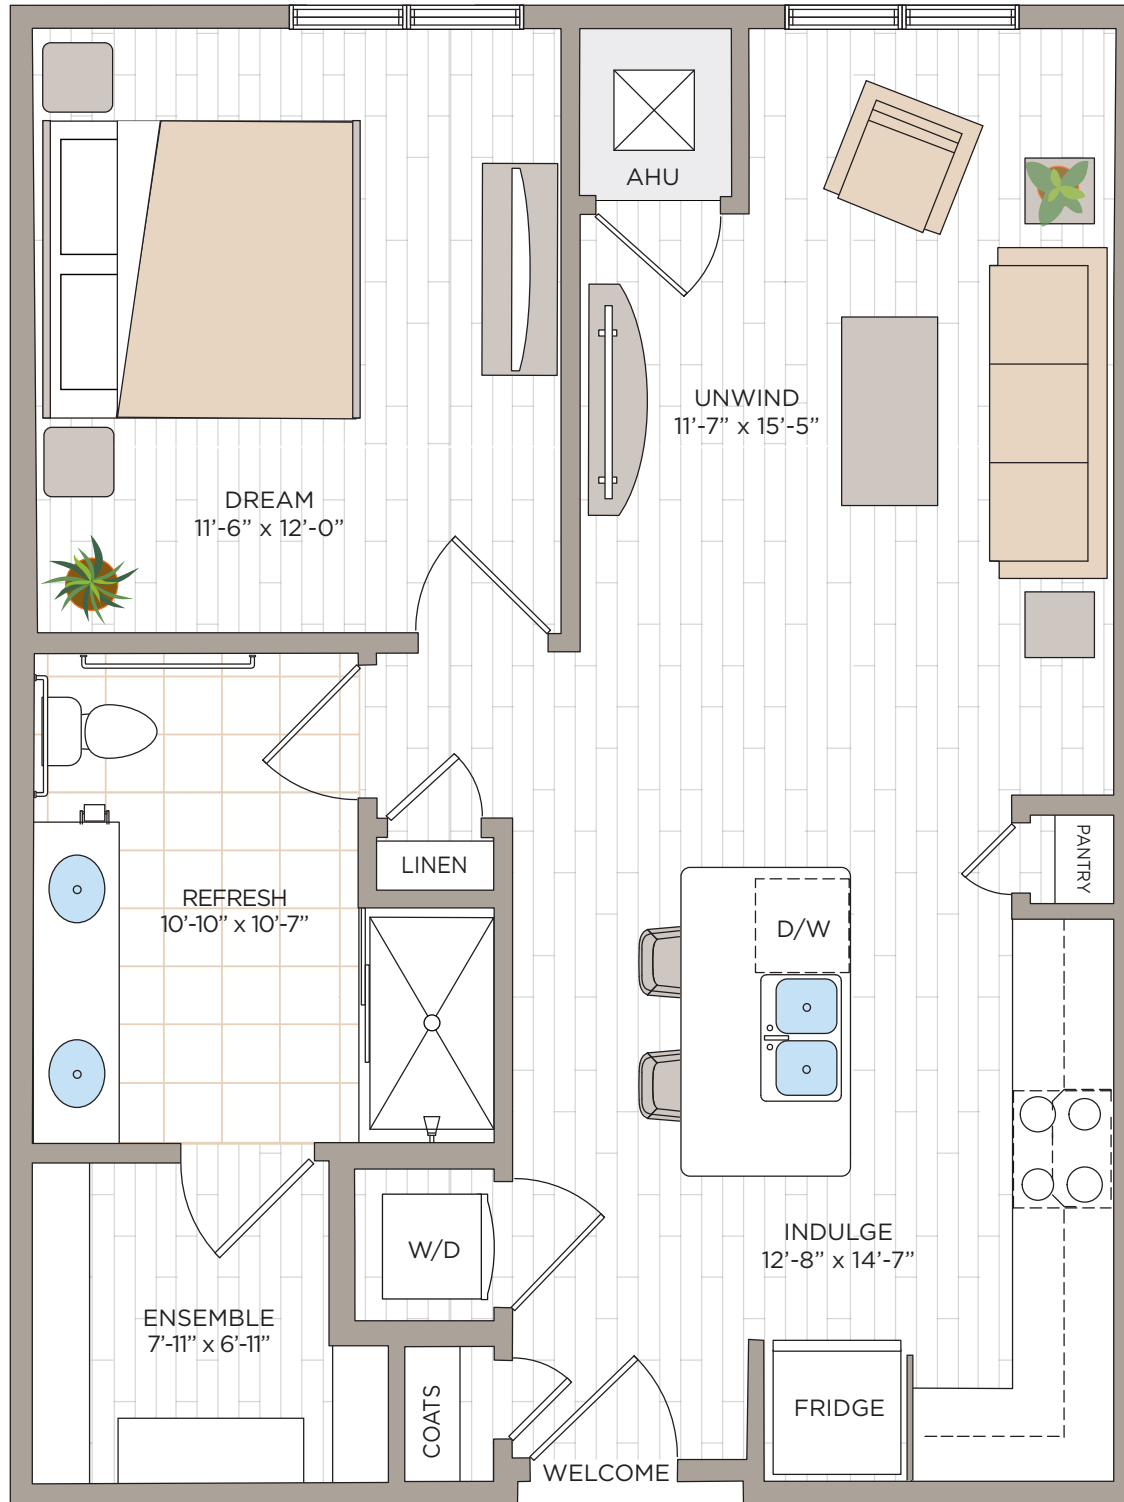 AHU
UNWIND
11'-7” x 15'-5”
DREAM
11'-6” x 12'-0”
PANTRY
LINEN
REFRESH
10'-10” x 10'-7”
D/W
INDULGE
12'-8” x 14'-7”
W/D
ENSEMBLE
7'-11” x 6'-11”
COATS
FRIDGE
WELCOME